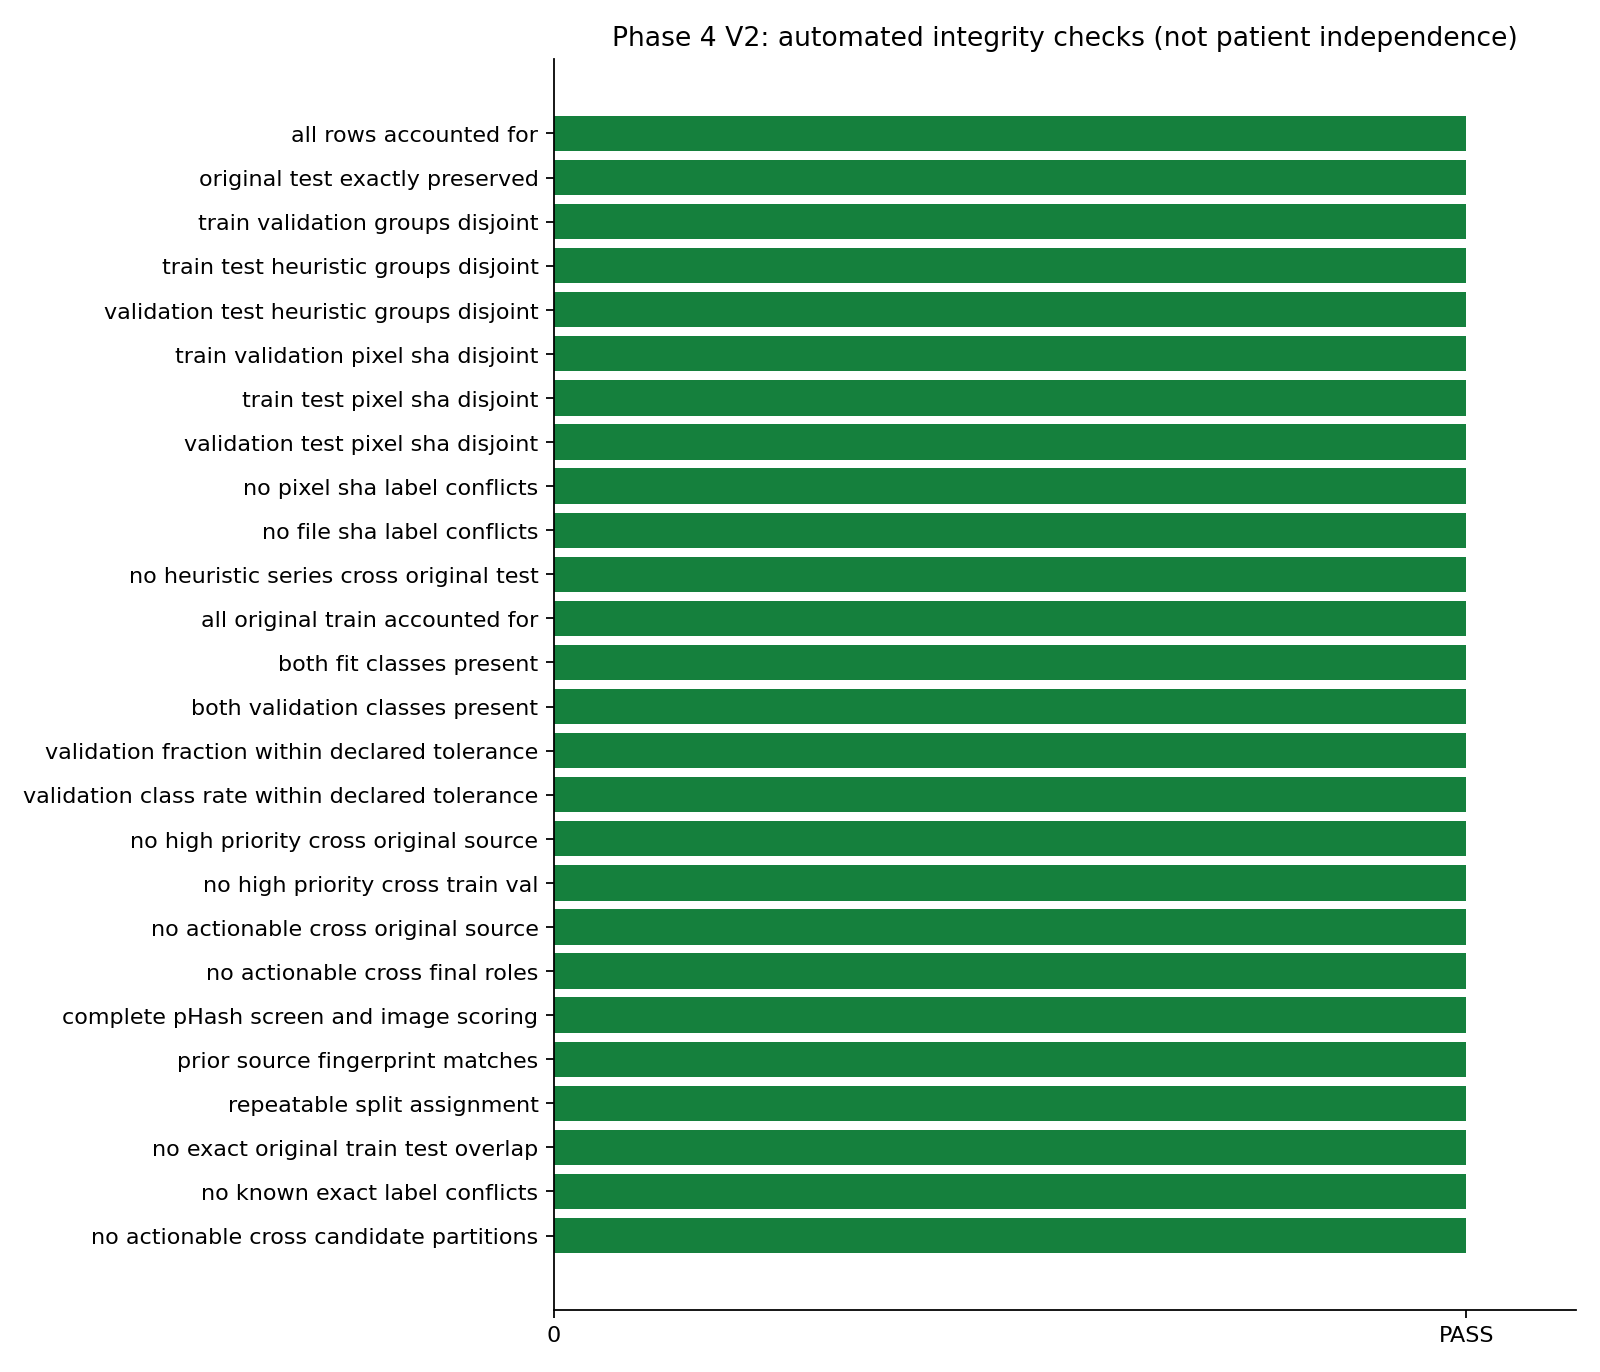 Phase 4 V2: automated integrity checks (not patient independence)
all rows accounted for
original test exactly preserved
train validation groups disjoint
train test heuristic groups disjoint
validation test heuristic groups disjoint
train validation pixel sha disjoint
train test pixel sha disjoint
validation test pixel sha disjoint
no pixel sha label conflicts
no file sha label conflicts
no heuristic series cross original test
all original train accounted for
both fit classes present
both validation classes present
validation fraction within declared tolerance
validation class rate within declared tolerance
no high priority cross original source
no high priority cross train val
no actionable cross original source
no actionable cross final roles
complete pHash screen and image scoring
prior source fingerprint matches
repeatable split assignment
no exact original train test overlap
no known exact label conflicts
no actionable cross candidate partitions
0 PASS